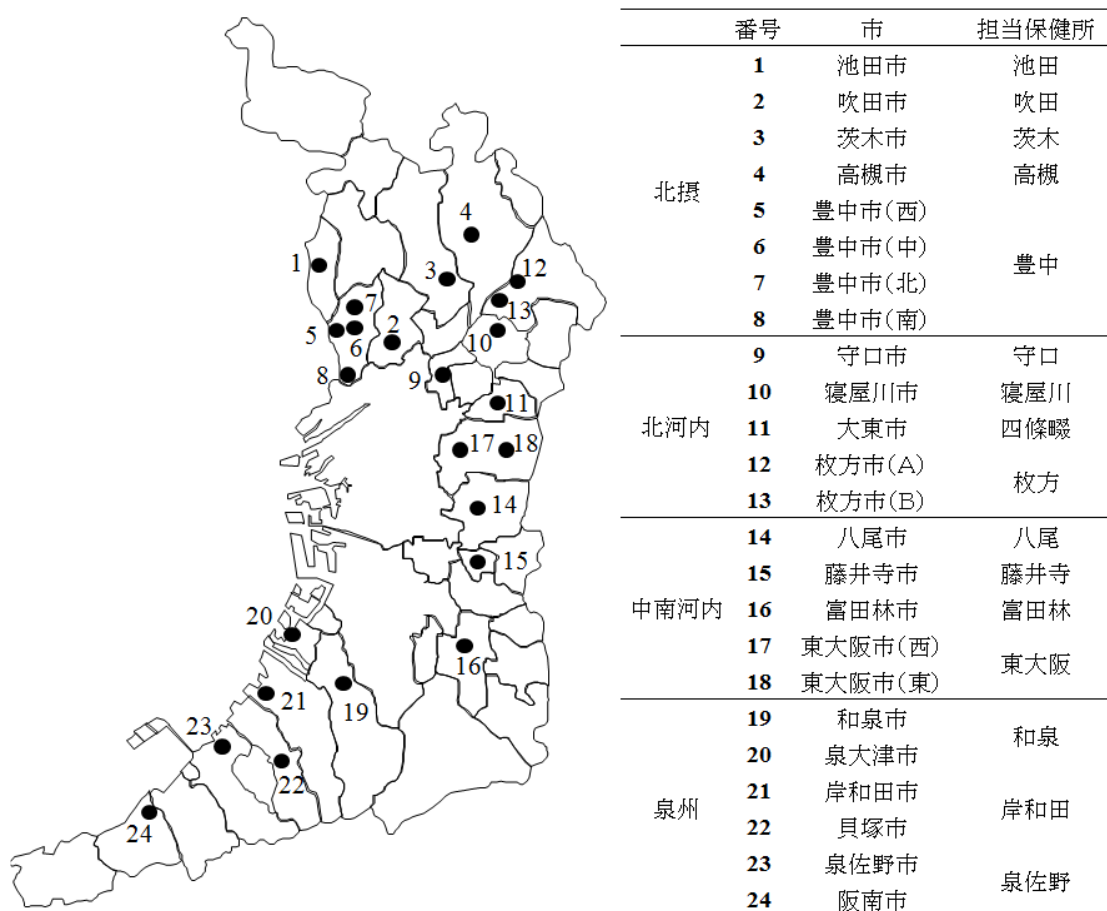 番号 市 担当保健所
北摂
1 池田市 池田
2 吹田市 吹田
3 茨木市 茨木
4 高槻市 高槻
5 豊中市(西)
6 豊中市(中) 豊中
7 豊中市(北)
8 豊中市(南)
北河内
9 守口市 守口
10 寝屋川市 寝屋川
11 大東市 四條畷
12 枚方市(A) 枚方
13 枚方市(B)
中南河内
14 八尾市 八尾
15 藤井寺市 藤井寺
16 富田林市 富田林
17 東大阪市(西) 東大阪
18 東大阪市(東)
泉州
19 和泉市 和泉
20 泉大津市
21 岸和田市 岸和田
22 貝塚市
23 泉佐野市 泉佐野
24 阪南市
4
1
3
12
7
13
5
6
2
10
8
9
11
17
18
14
15
20
16
21
19
23
22
24